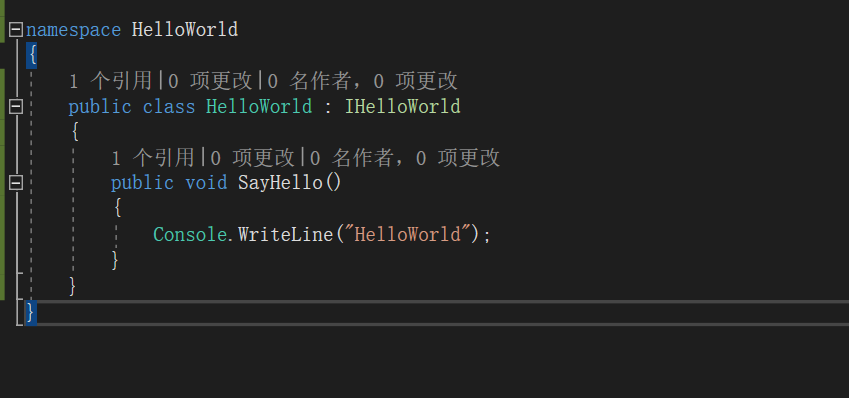 namespace HelloWorld
{
1 个引用|0 项更改|0 名作者，0 项更改
public class HelloWorld : IHelloWorld
{
1 个引用|0 项更改|0 名作者，0 项更改
public void SayHello()
{
Console.WriteLine("HelloWorld");
}
}
}